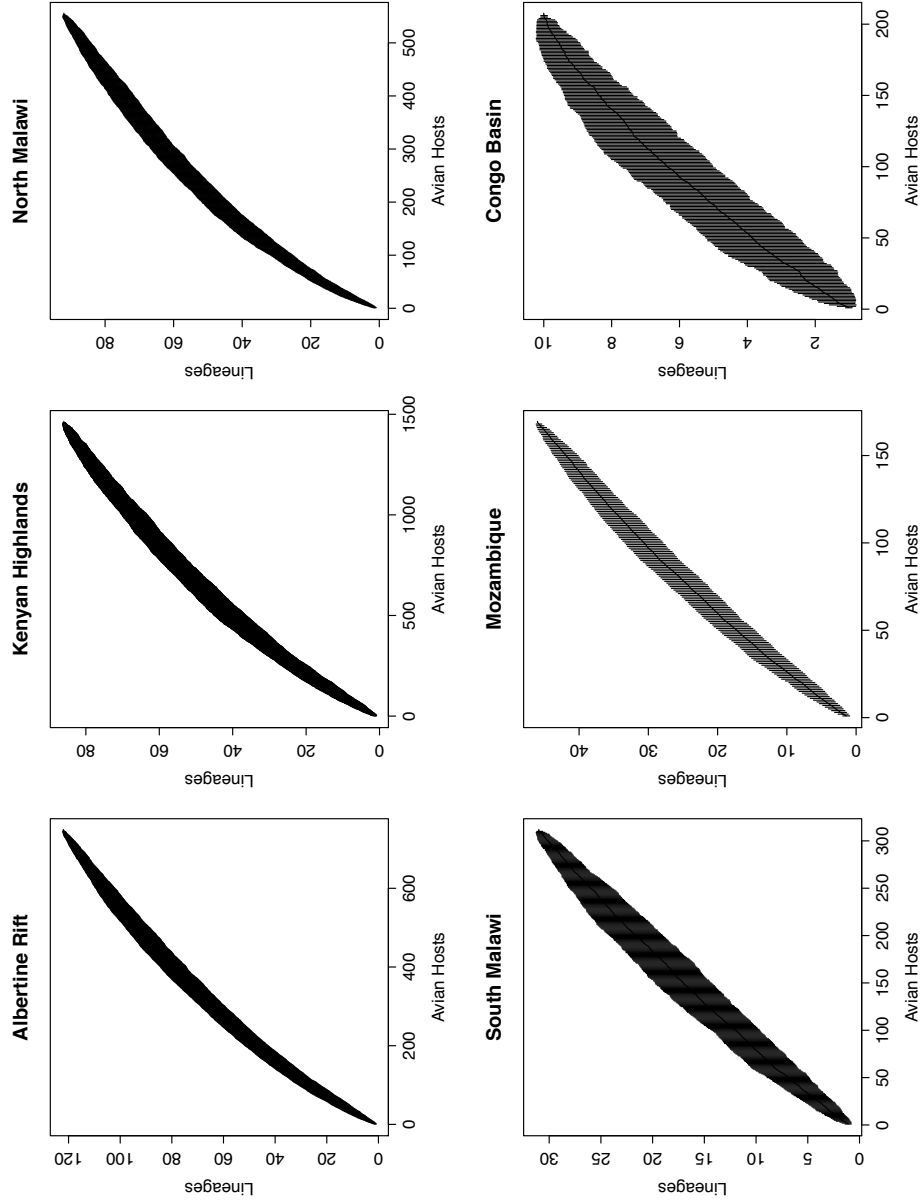 Albertine Rift
Lineages
120
100
80
60
40
20
0
0 200 400 600
Avian Hosts
Kenyan Highlands
Lineages
80
60
40
20
0
0 500 1000 1500
Avian Hosts
North Malawi
Lineages
80
60
40
20
0
0 100 200 300 400 500
Avian Hosts
South Malawi
Lineages
30
25
20
15
10
5
0
0 50 100 150 200 250 300
Avian Hosts
Mozambique
Lineages
40
30
20
10
0
0 50 100 150
Avian Hosts
Congo Basin
Lineages
10
8
6
4
2
0 50 100 150 200
Avian Hosts